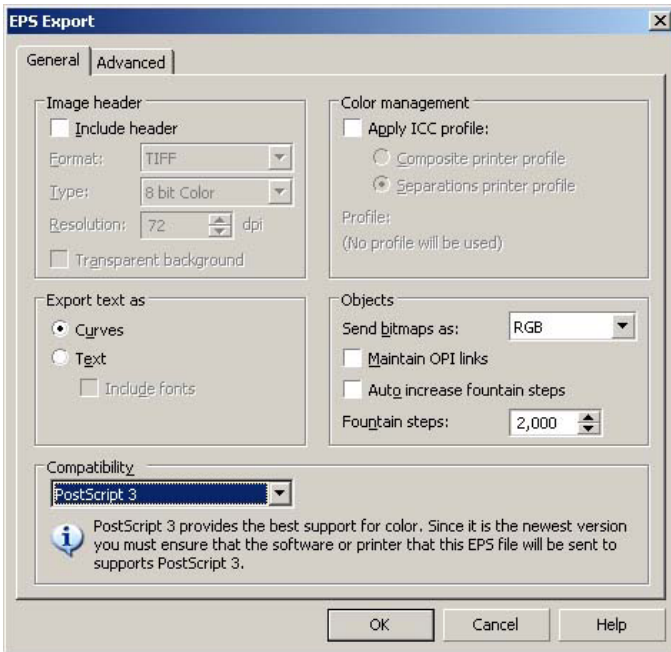 EPS Export
General
Advanced
Image header
Include header
Format:
TIFF
Type:
8 bit Color
Resolution:
72
dpi
Transparent background
Color management
Apply ICC profile:
Composite printer profile
Separations printer profile
Profile:
(No profile will be used)
Export text as
Curves
Text
Include fonts
Objects
Send bitmaps as:
RGB
Maintain OPI links
Auto increase fountain steps
Fountain steps:
2,000
Compatibility
PostScript 3
PostScript 3 provides the best support for color. Since it is the newest version
you must ensure that the software or printer that this EPS file will be sent to
supports PostScript 3.
OK
Cancel
Help